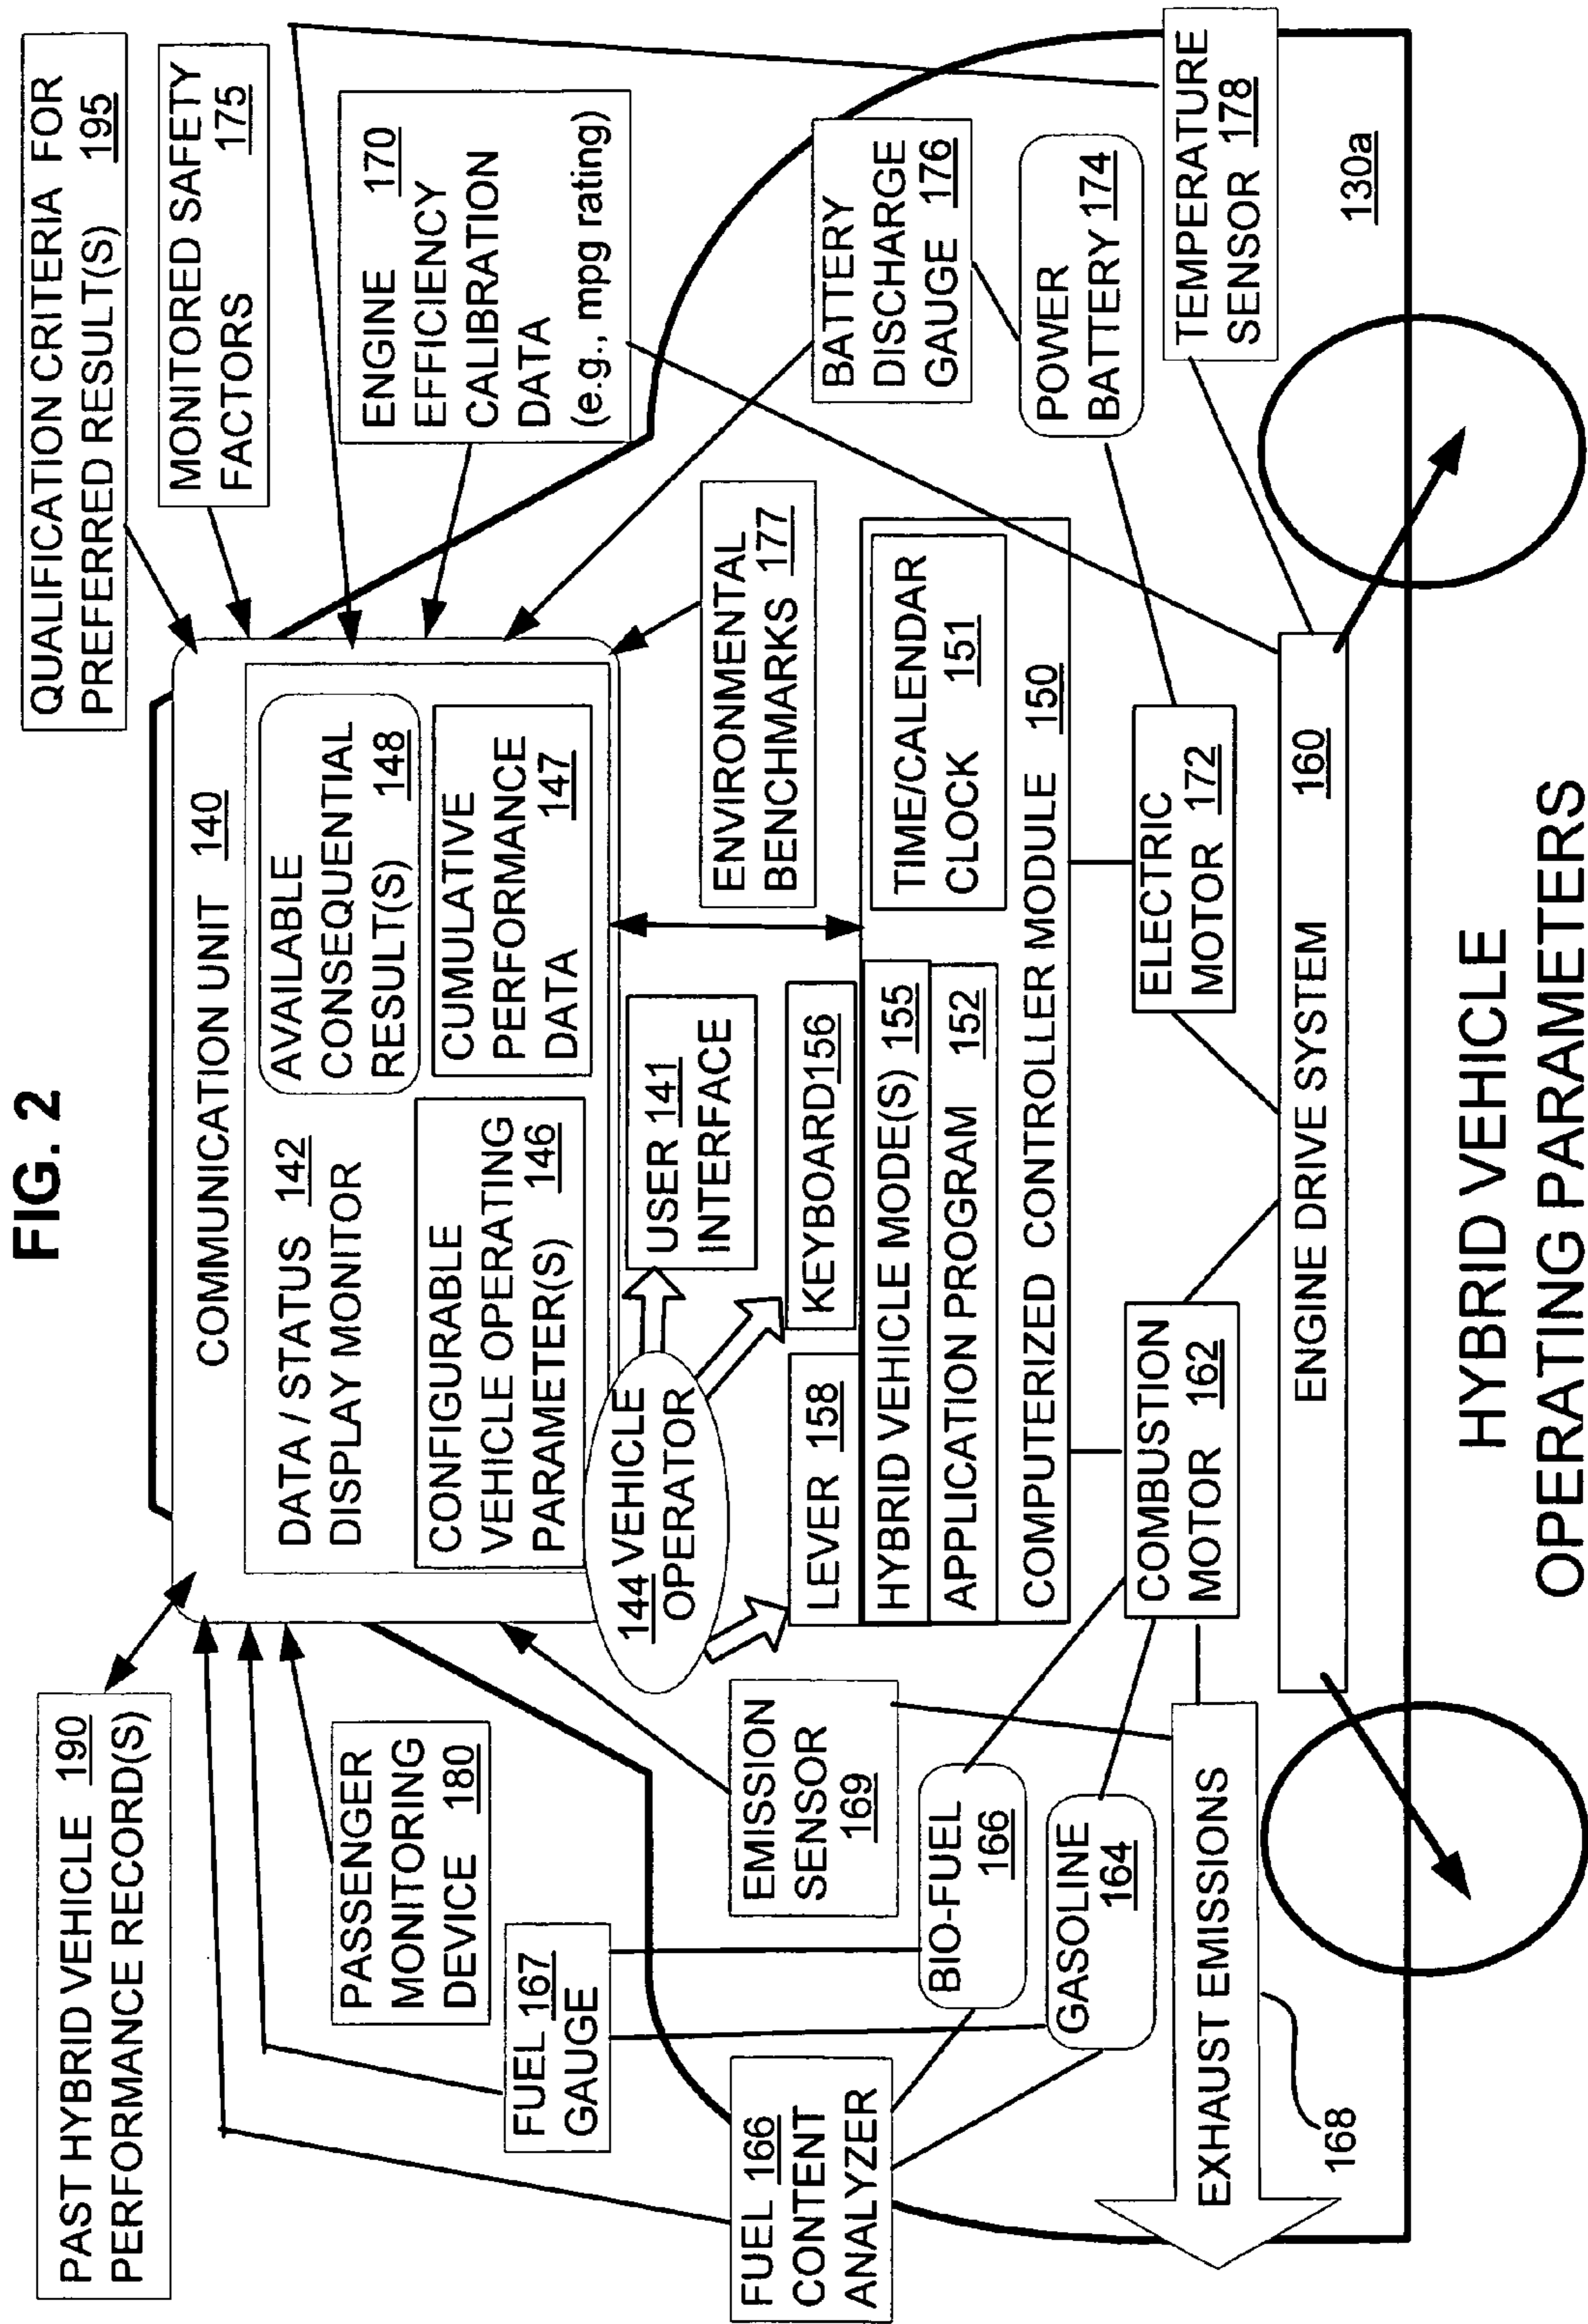 FIG. 2
PAST HYBRID VEHICLE 190
PERFORMANCE RECORD(S)
QUALIFICATION CRITERIA FOR
PREFERRED RESULT(S) 195
MONITORED SAFETY
FACTORS 175
COMMUNICATION UNIT 140
DATA / STATUS 142
DISPLAY MONITOR
AVAILABLE
CONSEQUENTIAL
RESULT(S) 148
CONFIGURABLE
VEHICLE OPERATING
PARAMETER(S) 146
CUMULATIVE
PERFORMANCE
DATA 147
PASSENGER
MONITORING
DEVICE 180
ENGINE 170
EFFICIENCY
CALIBRATION
DATA
(e.g., mpg rating)
FUEL 167
GAUGE
144 VEHICLE
OPERATOR
USER 141
INTERFACE
ENVIRONMENTAL
BENCHMARKS 177
FUEL 166
CONTENT
ANALYZER
EMISSION
SENSOR
169
LEVER 158
KEYBOARD156
BATTERY
DISCHARGE
GAUGE 176
HYBRID VEHICLE MODE(S) 155
APPLICATION PROGRAM 152
TIME/CALENDAR
CLOCK 151
COMPUTERIZED CONTROLLER MODULE 150
BIO-FUEL
166
GASOLINE
164
POWER
BATTERY 174
COMBUSTION
MOTOR 162
ELECTRIC
MOTOR 172
TEMPERATURE
SENSOR 178
EXHAUST EMISSIONS
168
ENGINE DRIVE SYSTEM 160
130a
HYBRID VEHICLE
OPERATING PARAMETERS